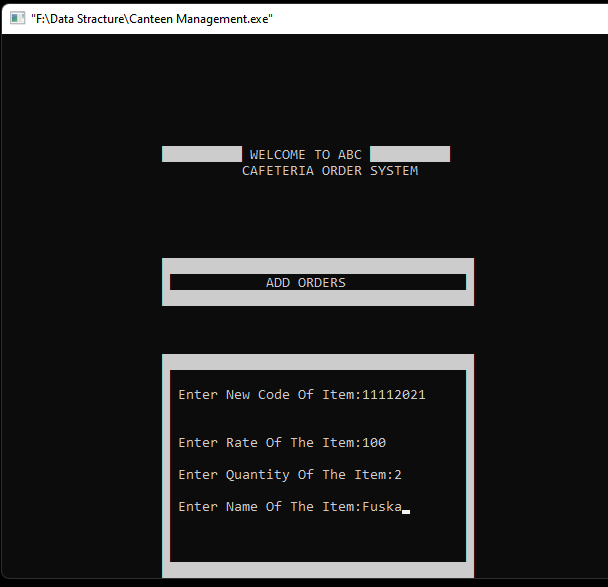 "F:\Data Stracture\Canteen Management.exe"
WELCOME TO ABC
CAFETERIA ORDER SYSTEM
ADD ORDERS
Enter New Code Of Item:11112021
Enter Rate Of The Item:100
Enter Quantity Of The Item:2
Enter Name Of The Item:Fuska